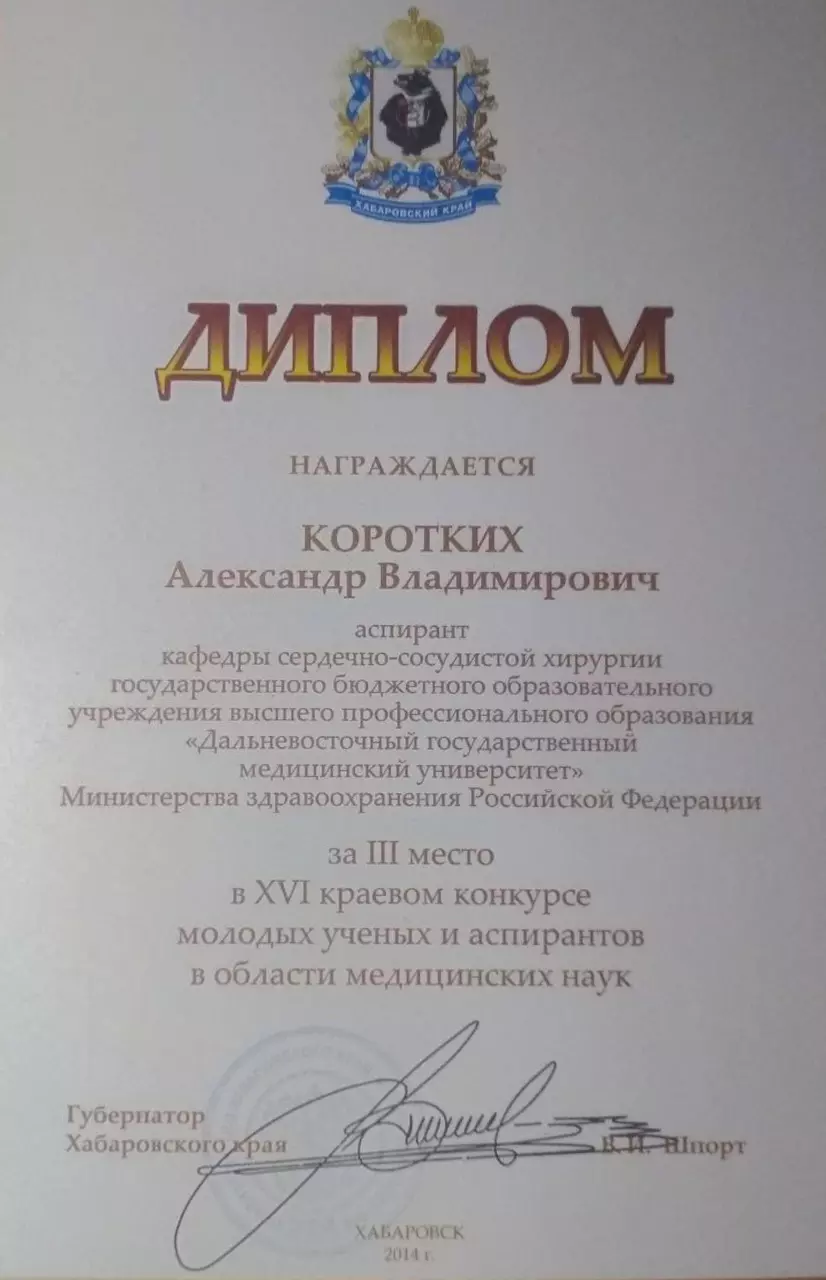 ХАБАРОВСКИЙ КРАЙ
ДИПЛОМ
НАГРАЖДАЕТСЯ
КОРОТКИХ
Александр Владимирович
аспирант
кафедры сердечно-сосудистой хирургии
государственного бюджетного образовательного
учреждения высшего профессионального образования
«Дальневосточный государственный
медицинский университет»
Министерства здравоохранения Российской Федерации
за III место
в XVI краевом конкурсе
молодых ученых и аспирантов
в области медицинских наук
Губернатор
Хабаровского края
В.И. Шпорт
ХАБАРОВСК
2014 г.